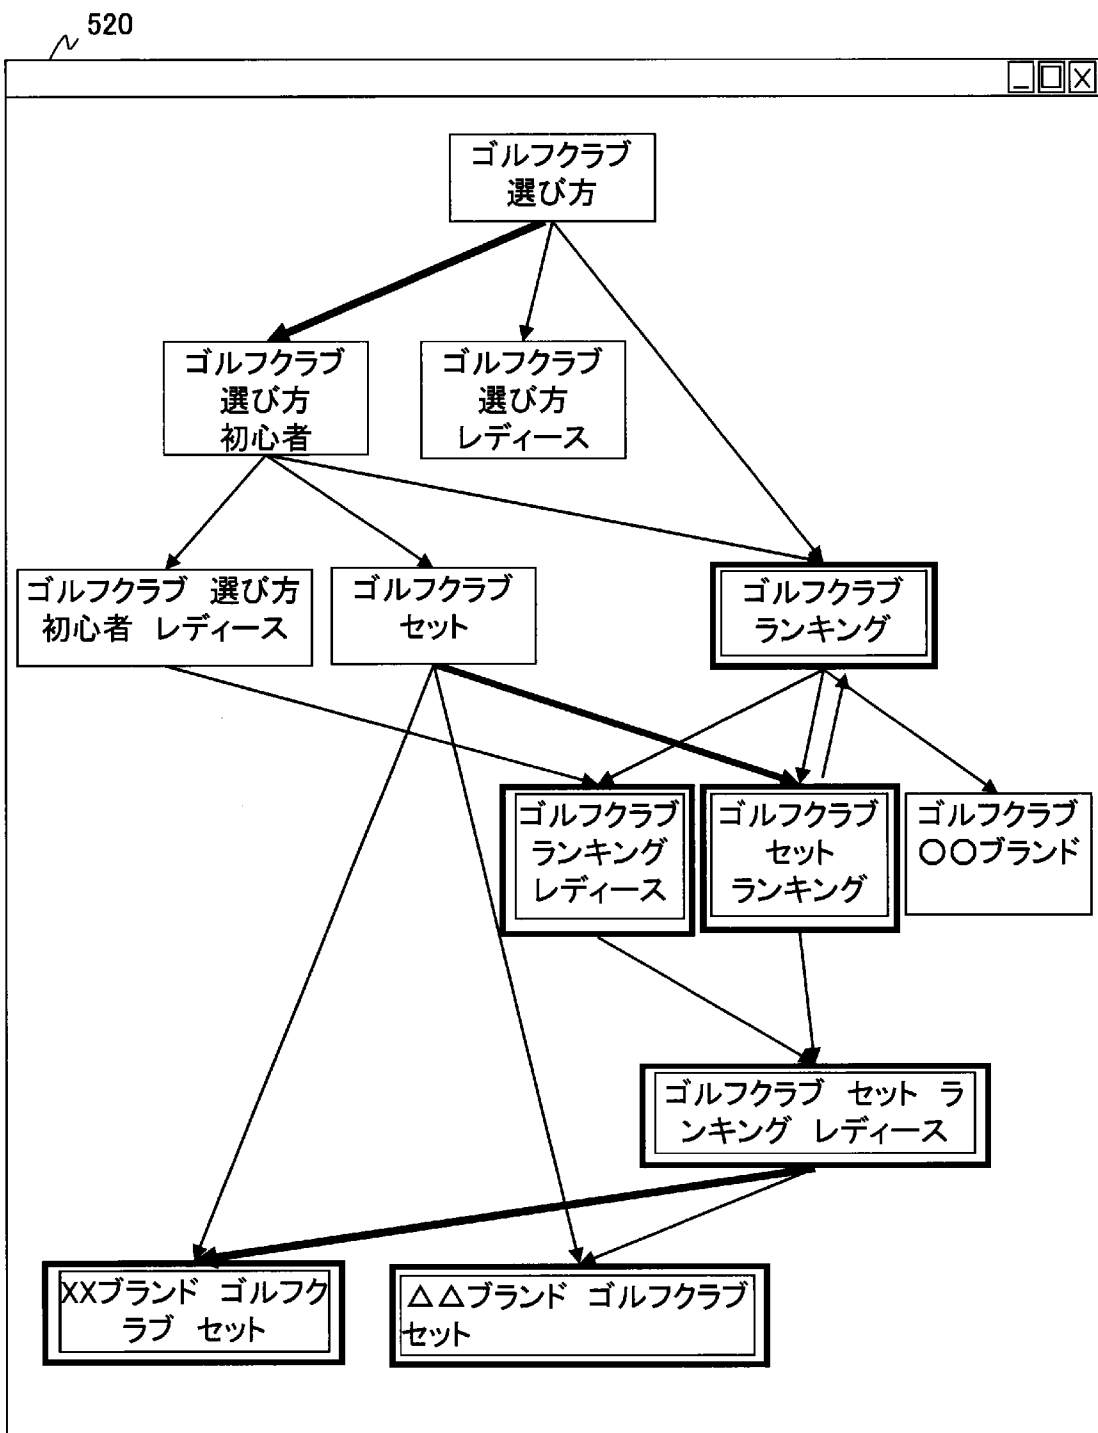 520
ゴルフクラブ
選び方
ゴルフクラブ
選び方
初心者
ゴルフクラブ
選び方
レディース
ゴルフクラブ 選び方
初心者 レディース
ゴルフクラブ
セット
ゴルフクラブ
ランキング
ゴルフクラブ
ランキング
レディース
ゴルフクラブ
セット
ランキング
ゴルフクラブ
〇〇ブランド
ゴルフクラブ セット ラ
ンキング レディース
XXブランド ゴルフク
ラブ セット
△△ブランド ゴルフクラブ
セット